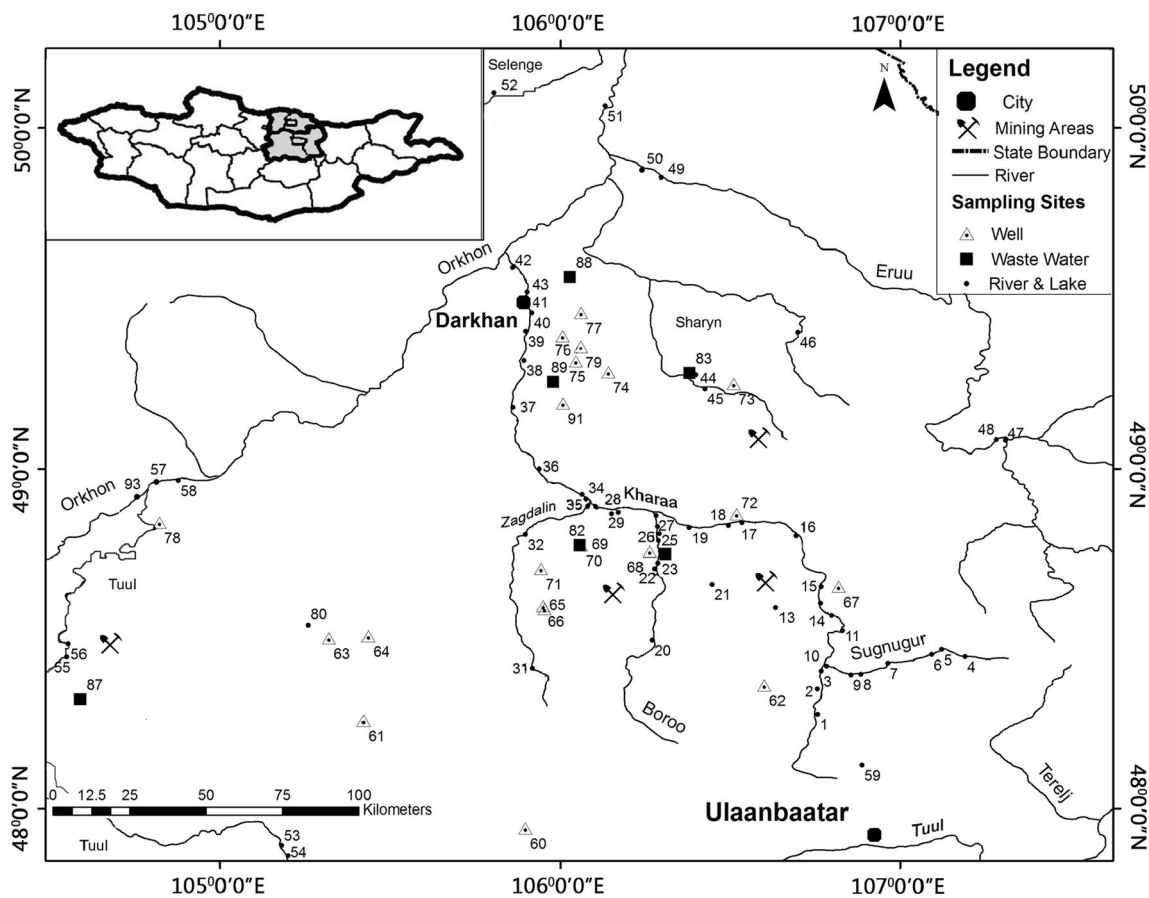 105⁰0'0"E
106⁰0'0"E
107⁰0'0"E
50⁰0'0"N
49⁰0'0"N
48⁰0'0"N
50⁰0'0"N
49⁰0'0"N
48⁰0'0"N
Selenge
52
51
50
49
N
Legend
City
Mining Areas
State Boundary
River
Sampling Sites
Well
Waste Water
River & Lake
Orkhon
42
88
Eruu
43
41
Darkhan
40
77
Sharyn
39
76
79
46
38
89
75
74
83
44
45
73
37
91
48
47
36
57
58
93
Orkhon
34
Kharaa
35
28
29
Zagdalin
72
18
17
16
27
19
26
25
78
32
82
69
70
68
23
22
Tuul
71
21
15
67
65
66
13
14
11
80
63
64
56
55
20
Sugnugur
10
3
9
8
7
6
5
4
31
87
62
2
1
Boroo
61
59
Terelj
0
12.5
25
50
75
100
Kilometers
Ulaanbaatar
Tuul
60
Tuul
53
54
105⁰0'0"E
106⁰0'0"E
107⁰0'0"E